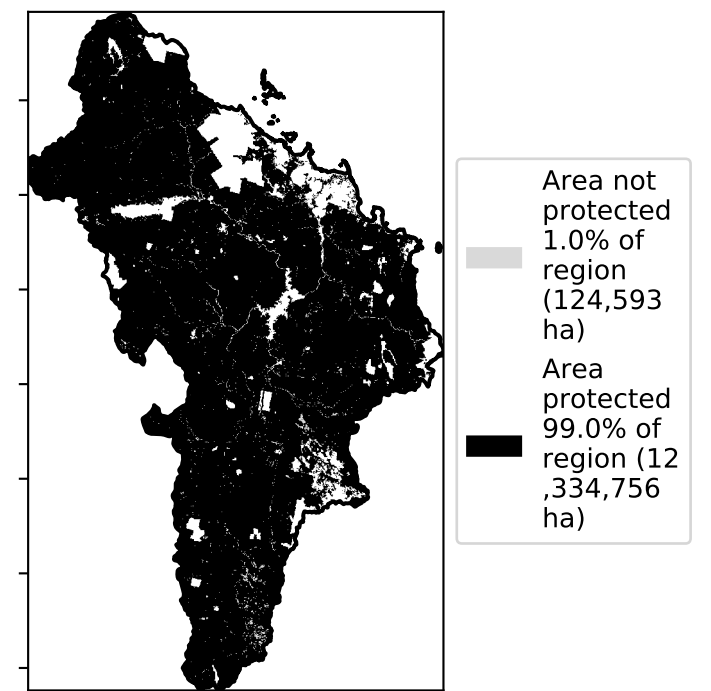 Area not
protected
1.0% of
region
(124,593
ha)
Area
protected
99.0% of
region (12
,334,756
ha)